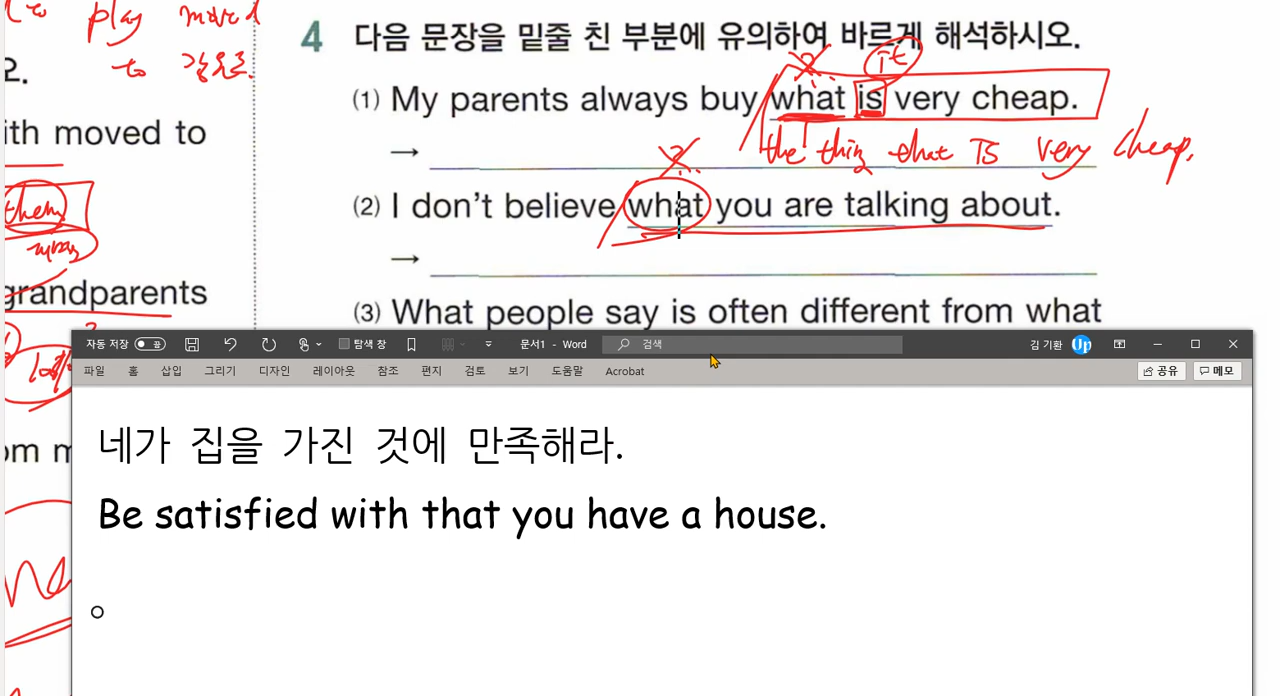 to play moved
to 감으로.
4 다음 문장을 밑줄 친 부분에 유의하여 바르게 해석하시오.
2.
it
(1) My parents always buy what is very cheap.
ith moved to
→ the thing that is very cheap.
them
(2) I don't believe what you are talking about.
→
grandparents
(3) What people say is often different from what
자동 저장 끔 탐색 창 문서1 - Word 검색 김 기환
파일 홈 삽입 그리기 디자인 레이아웃 참조 편지 검토 보기 도움말 Acrobat 공유 메모
om m
네가 집을 가진 것에 만족해라.
Be satisfied with that you have a house.
ㅇ